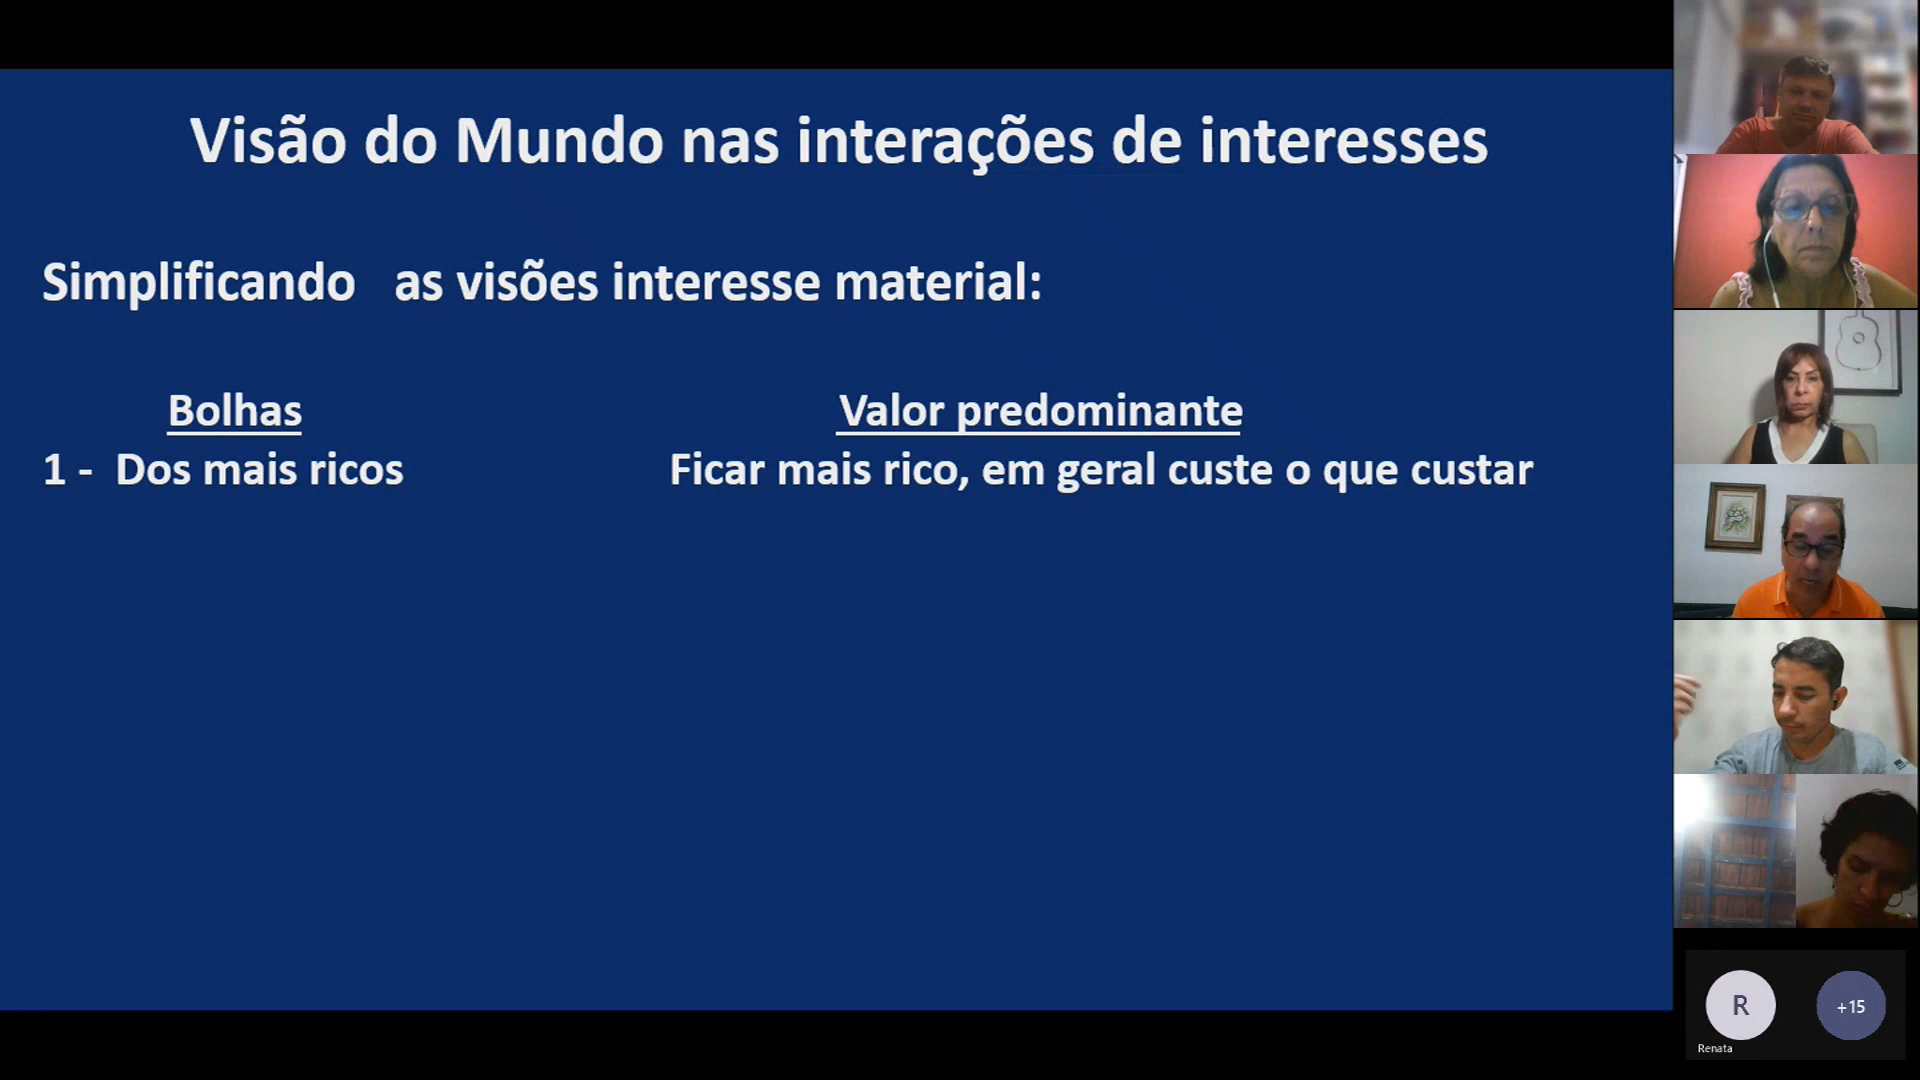 Visão do Mundo nas interações de interesses
Simplificando as visões interesse material:
Bolhas Valor predominante
1 - Dos mais ricos Ficar mais rico, em geral custe o que custar
R +15
Renata